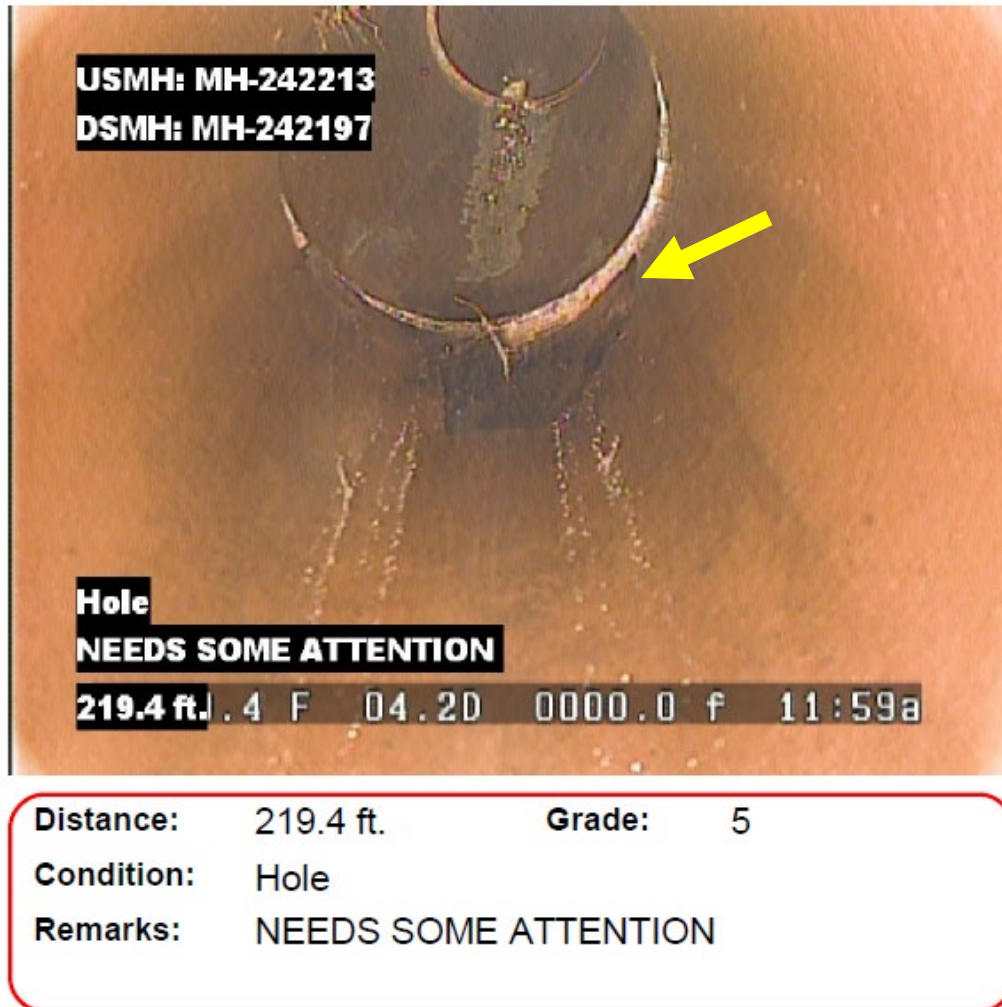 USMH: MH-242213
DSMH: MH-242197
Hole
NEEDS SOME ATTENTION
219.4 ft. .4 F 04.2D 0000.0 f 11:59a
Distance: 219.4 ft. Grade: 5
Condition: Hole
Remarks: NEEDS SOME ATTENTION